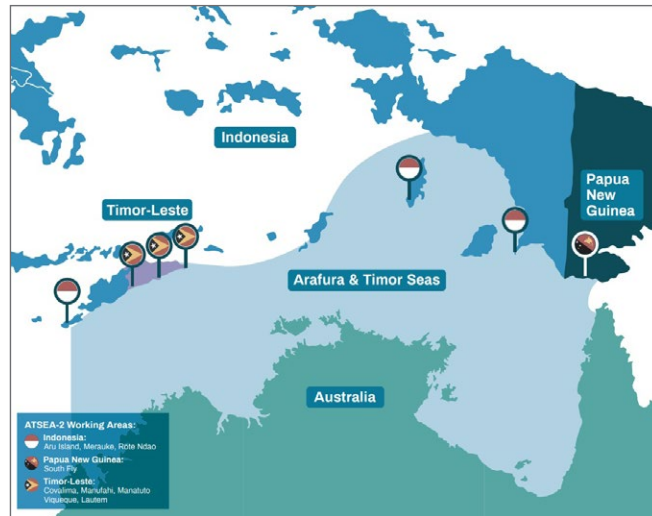 Indonesia
Papua
New
Guinea
Timor-Leste
Arafura & Timor Seas
Australia
ATSEA-2 Working Areas:
Indonesia:
Aru Island, Merauke, Rote Ndao
Papua New Guinea:
South Fly
Timor-Leste:
Covalima, Manufahi, Manatuto
Viqueque, Lautem